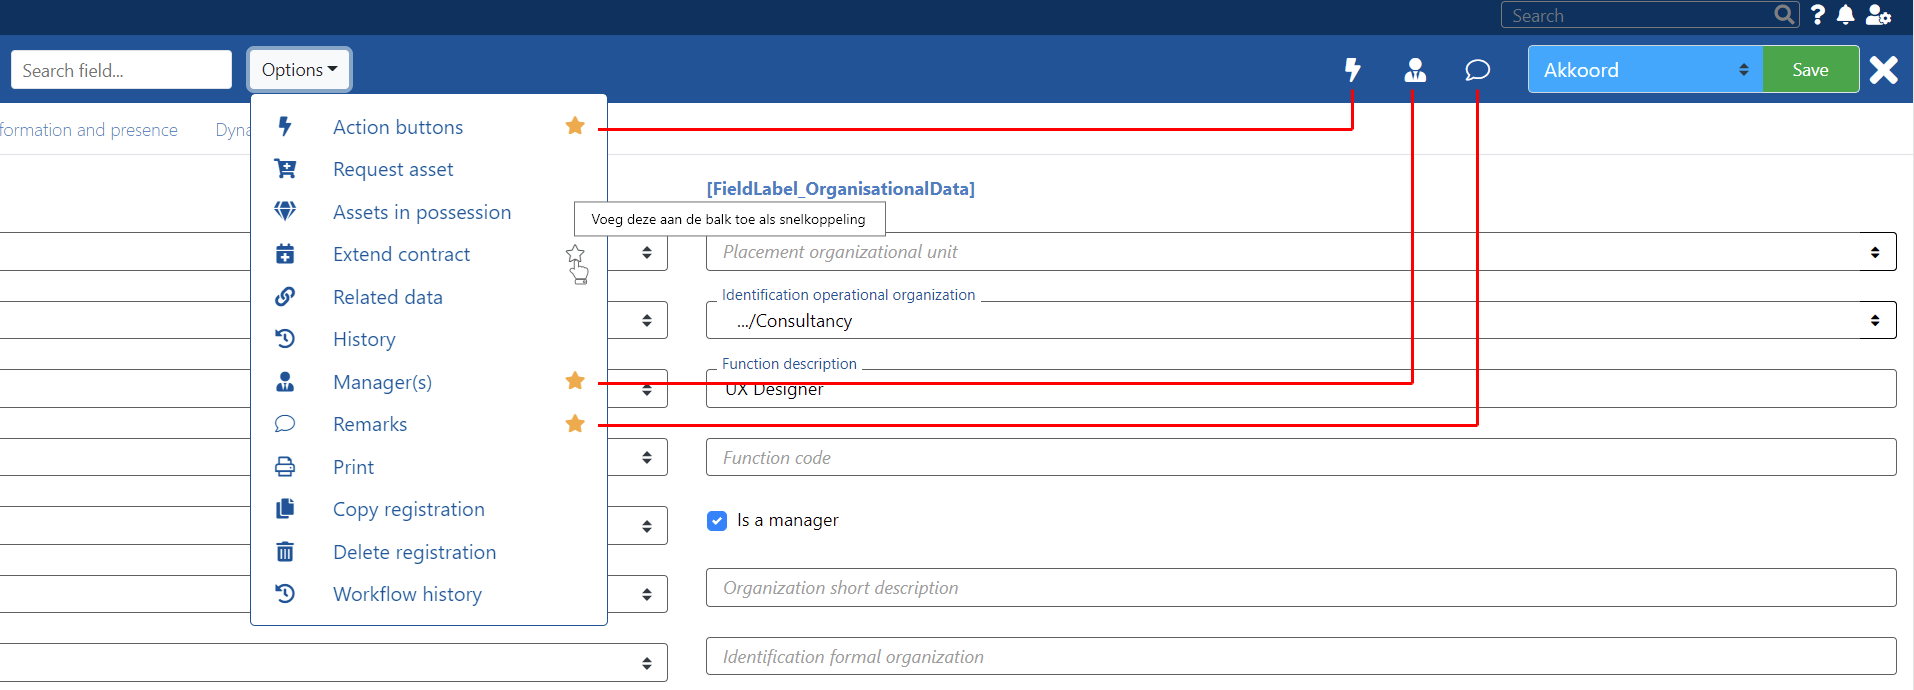 Search
Search field...
Options
Akkoord
Save
formation and presence
Dyna
Action buttons
Request asset
Assets in possession
Extend contract
Related data
History
Manager(s)
Remarks
Print
Copy registration
Delete registration
Workflow history
Voeg deze aan de balk toe als snelkoppeling
[FieldLabel_OrganisationalData]
Placement organizational unit
Identification operational organization
.../Consultancy
Function description
UX Designer
Function code
Is a manager
Organization short description
Identification formal organization